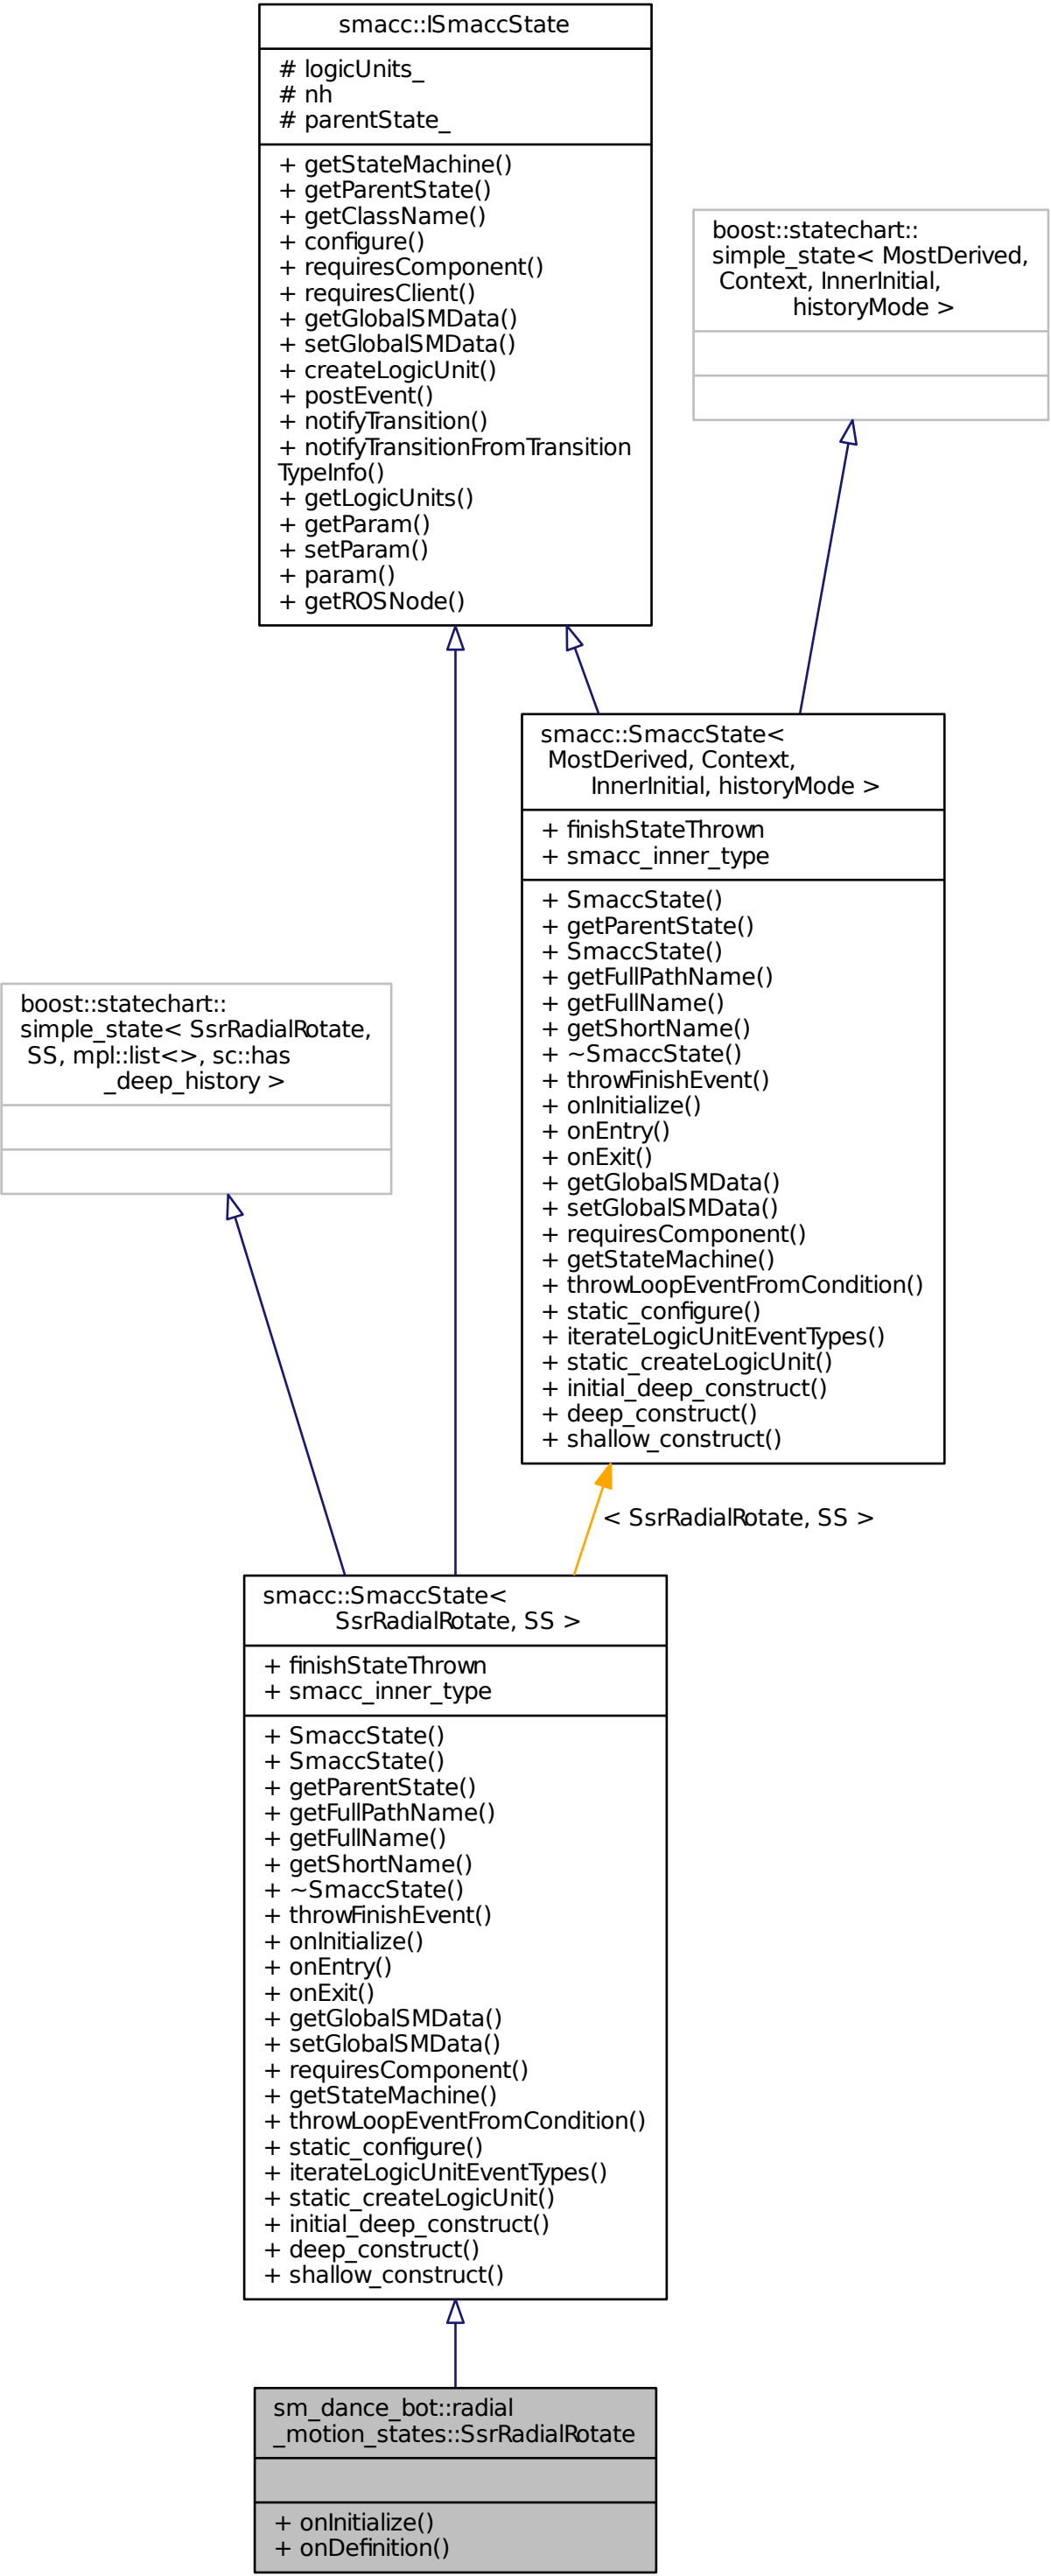 smacc::ISmaccState
# logicUnits_
# nh
# parentState_
+ getStateMachine()
+ getParentState()
+ getClassName()
+ configure()
+ requiresComponent()
+ requiresClient()
+ getGlobalSMData()
+ setGlobalSMData()
+ createLogicUnit()
+ postEvent()
+ notifyTransition()
+ notifyTransitionFromTransition
TypeInfo()
+ getLogicUnits()
+ getParam()
+ setParam()
+ param()
+ getROSNode()
boost::statechart::
simple_state< MostDerived,
Context, InnerInitial,
historyMode >
smacc::SmaccState<
MostDerived, Context,
InnerInitial, historyMode >
+ finishStateThrown
+ smacc_inner_type
+ SmaccState()
+ getParentState()
+ SmaccState()
+ getFullPathName()
+ getFullName()
+ getShortName()
+ ~SmaccState()
+ throwFinishEvent()
+ onInitialize()
+ onEntry()
+ onExit()
+ getGlobalSMData()
+ setGlobalSMData()
+ requiresComponent()
+ getStateMachine()
+ throwLoopEventFromCondition()
+ static_configure()
+ iterateLogicUnitEventTypes()
+ static_createLogicUnit()
+ initial_deep_construct()
+ deep_construct()
+ shallow_construct()
boost::statechart::
simple_state< SsrRadialRotate,
SS, mpl::list<>, sc::has
_deep_history >
< SsrRadialRotate, SS >
smacc::SmaccState<
SsrRadialRotate, SS >
+ finishStateThrown
+ smacc_inner_type
+ SmaccState()
+ SmaccState()
+ getParentState()
+ getFullPathName()
+ getFullName()
+ getShortName()
+ ~SmaccState()
+ throwFinishEvent()
+ onInitialize()
+ onEntry()
+ onExit()
+ getGlobalSMData()
+ setGlobalSMData()
+ requiresComponent()
+ getStateMachine()
+ throwLoopEventFromCondition()
+ static_configure()
+ iterateLogicUnitEventTypes()
+ static_createLogicUnit()
+ initial_deep_construct()
+ deep_construct()
+ shallow_construct()
sm_dance_bot::radial
_motion_states::SsrRadialRotate
+ onInitialize()
+ onDefinition()